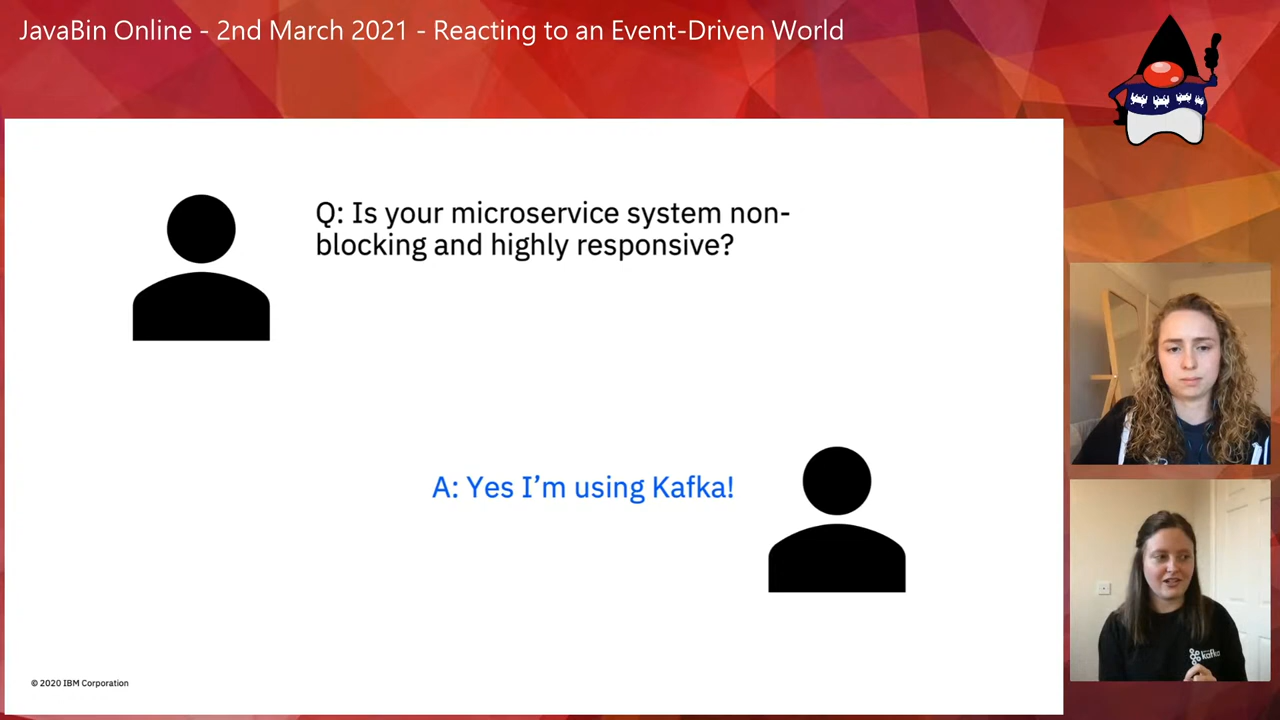 JavaBin Online - 2nd March 2021 - Reacting to an Event-Driven World
Q: Is your microservice system non-
blocking and highly responsive?
A: Yes I’m using Kafka!
© 2020 IBM Corporation
kafka